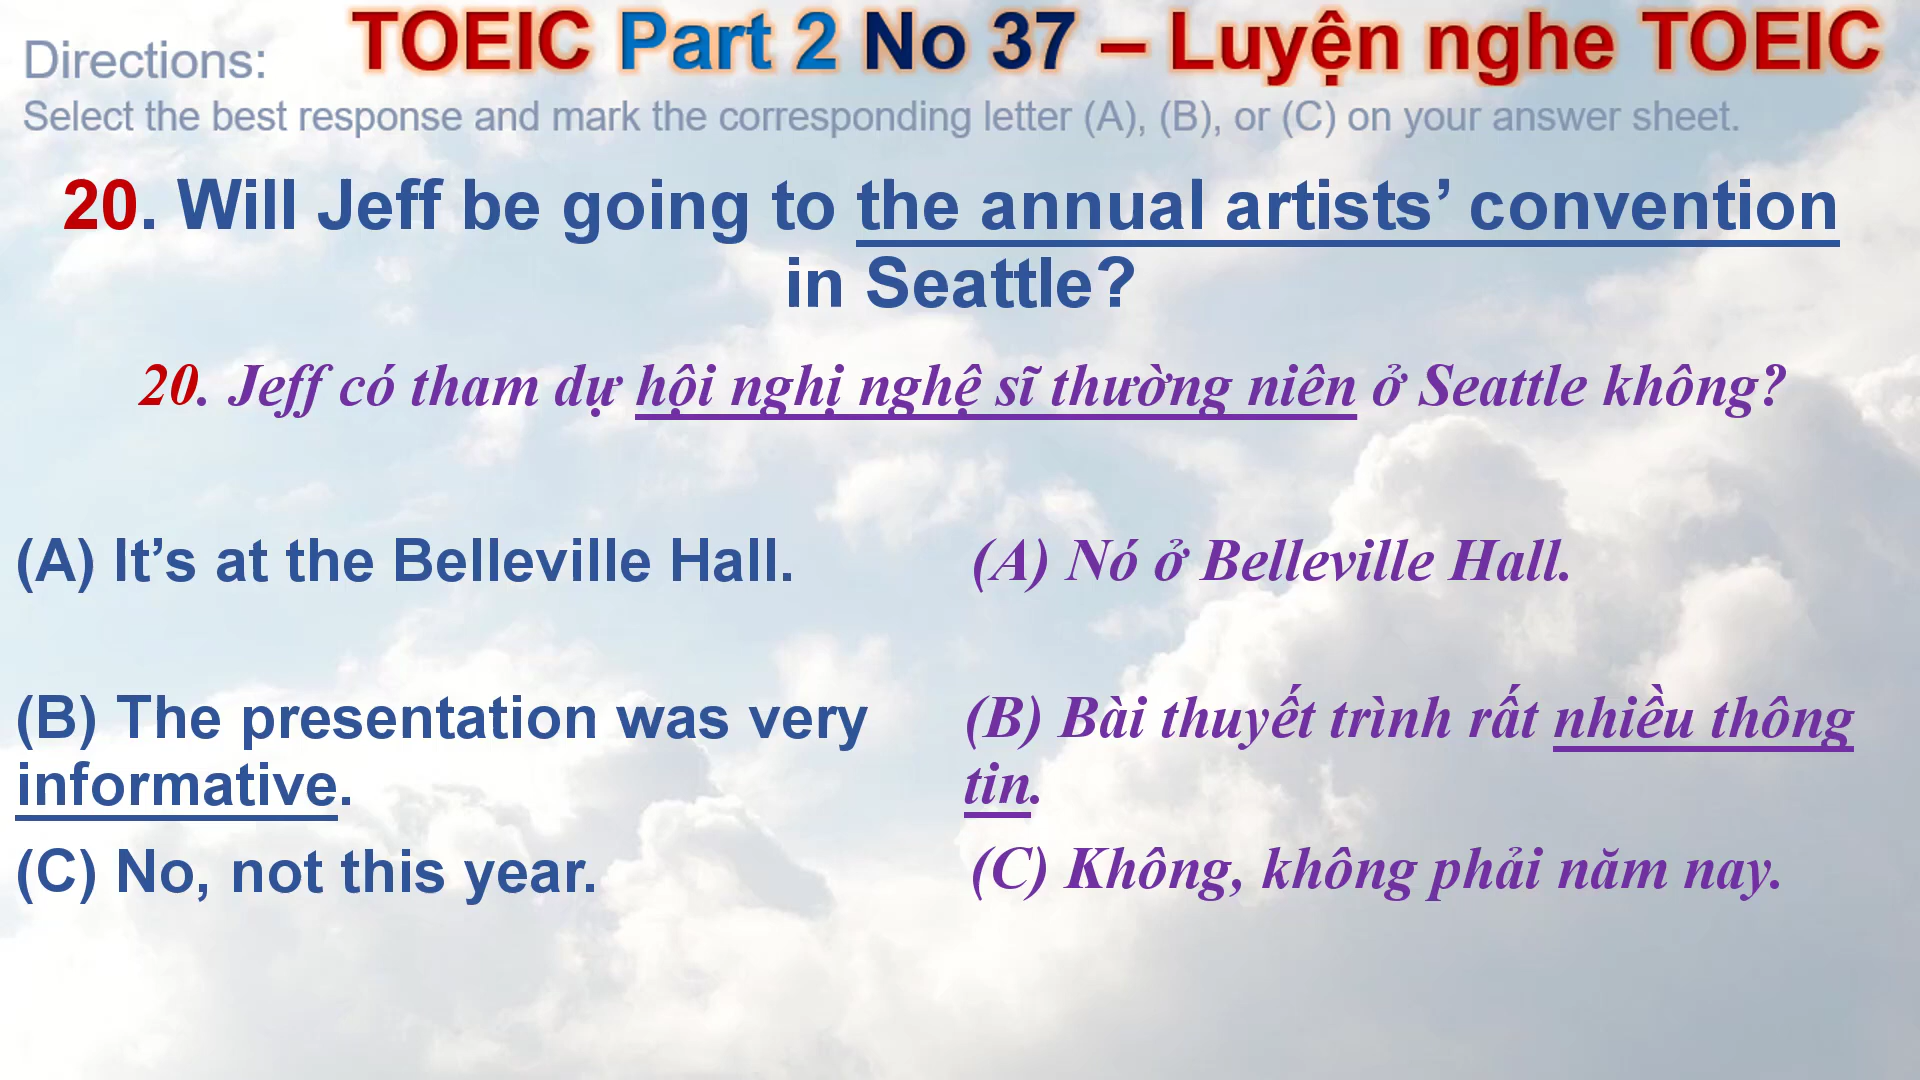 TOEIC Part 2 No 37 – Luyện nghe TOEIC
Directions:
Select the best response and mark the corresponding letter (A), (B), or (C) on your answer sheet.
20. Will Jeff be going to the annual artists’ convention
in Seattle?
20. Jeff có tham dự hội nghị nghệ sĩ thường niên ở Seattle không?
(A) It’s at the Belleville Hall.
(A) Nó ở Belleville Hall.
(B) The presentation was very
informative.
(B) Bài thuyết trình rất nhiều thông
tin.
(C) No, not this year.
(C) Không, không phải năm nay.